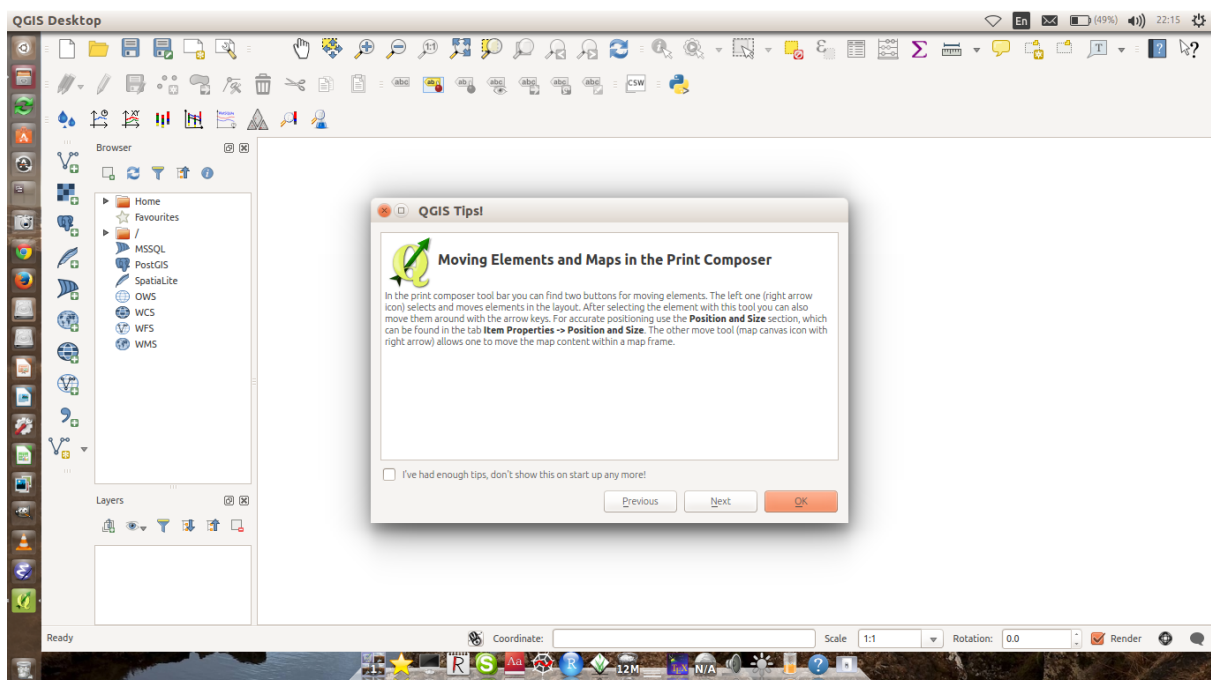 QGIS Desktop
En
(49%)
22:15
abc
CSW
Browser
Home
Favourites
/
MSSQL
PostGIS
SpatiaLite
OWS
WCS
WFS
WMS
QGIS Tips!
Moving Elements and Maps in the Print Composer
In the print composer tool bar you can find two buttons for moving elements. The left one (right arrow
icon) selects and moves elements in the layout. After selecting the element with this tool you can also
move them around with the arrow keys. For accurate positioning use the Position and Size section, which
can be found in the tab Item Properties -> Position and Size. The other move tool (map canvas icon with
right arrow) allows one to move the map content within a map frame.
I've had enough tips, don't show this on start up any more!
Previous
Next
OK
Layers
Ready
Coordinate:
Scale
1:1
Rotation:
0.0
Render
R
S
Aa
R
12M
N/A
?